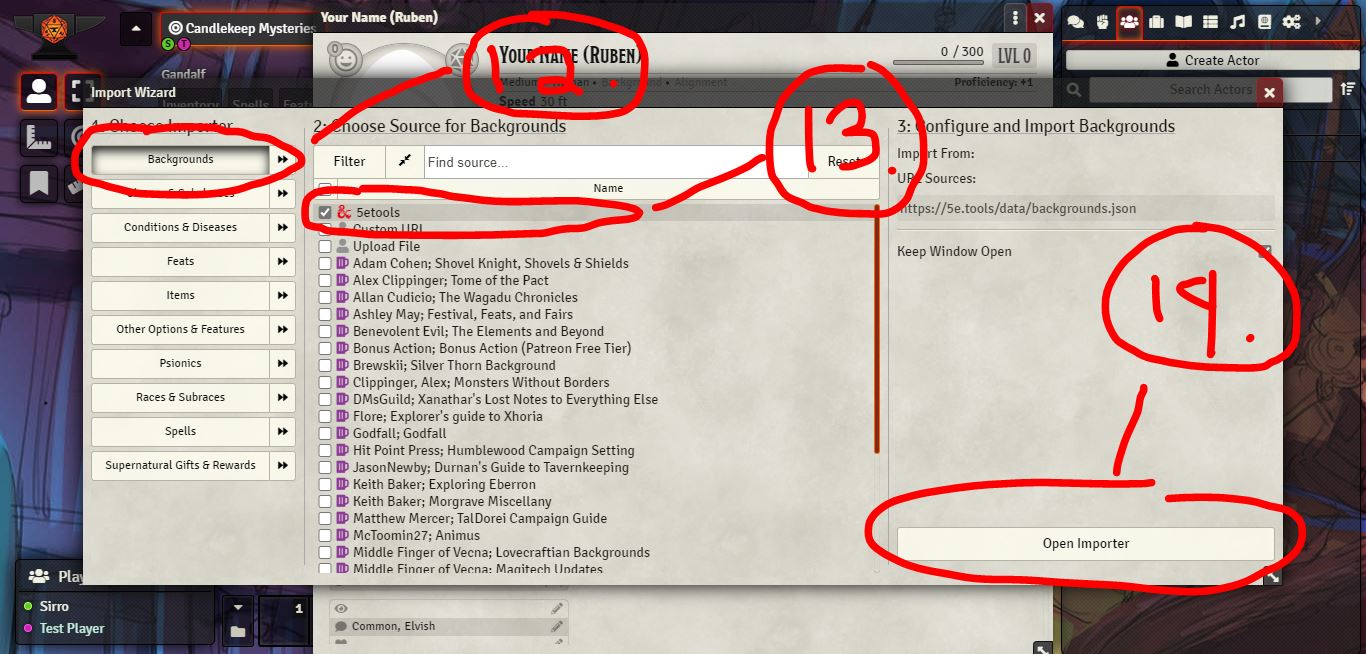 Your Name (Ruben)
Candlekeep Mysteries
S T
Gandalf
Inventory Spells
0
YOUR NAME (RUBEN)
0 / 300
LVL 0
Alignment
Proficiency: +1
Speed 30 ft
Create Actor
Search Actors
Import Wizard
12.
13.
14.
1: Choose Importer
Backgrounds
Conditions & Diseases
Feats
Items
Other Options & Features
Psionics
Races & Subraces
Spells
Supernatural Gifts & Rewards
2: Choose Source for Backgrounds
Filter
Find source...
Reset
Name
5etools
Custom URL
Upload File
Adam Cohen; Shovel Knight, Shovels & Shields
Alex Clippinger; Tome of the Pact
Allan Cudicio; The Wagadu Chronicles
Ashley May; Festival, Feats, and Fairs
Benevolent Evil; The Elements and Beyond
Bonus Action; Bonus Action (Patreon Free Tier)
Brewskii; Silver Thorn Background
Clippinger, Alex; Monsters Without Borders
DMsGuild; Xanathar's Lost Notes to Everything Else
Flore; Explorer's guide to Xhoria
Godfall; Godfall
Hit Point Press; Humblewood Campaign Setting
JasonNewby; Durnan's Guide to Tavernkeeping
Keith Baker; Exploring Eberron
Keith Baker; Morgrave Miscellany
Matthew Mercer; TalDorei Campaign Guide
McToomin27; Animus
Middle Finger of Vecna; Lovecraftian Backgrounds
Middle Finger of Vecna; Magitech Updates
3: Configure and Import Backgrounds
Import From:
URL Sources:
https://5e.tools/data/backgrounds.json
Keep Window Open
Open Importer
Sirro
Test Player
1
Common, Elvish